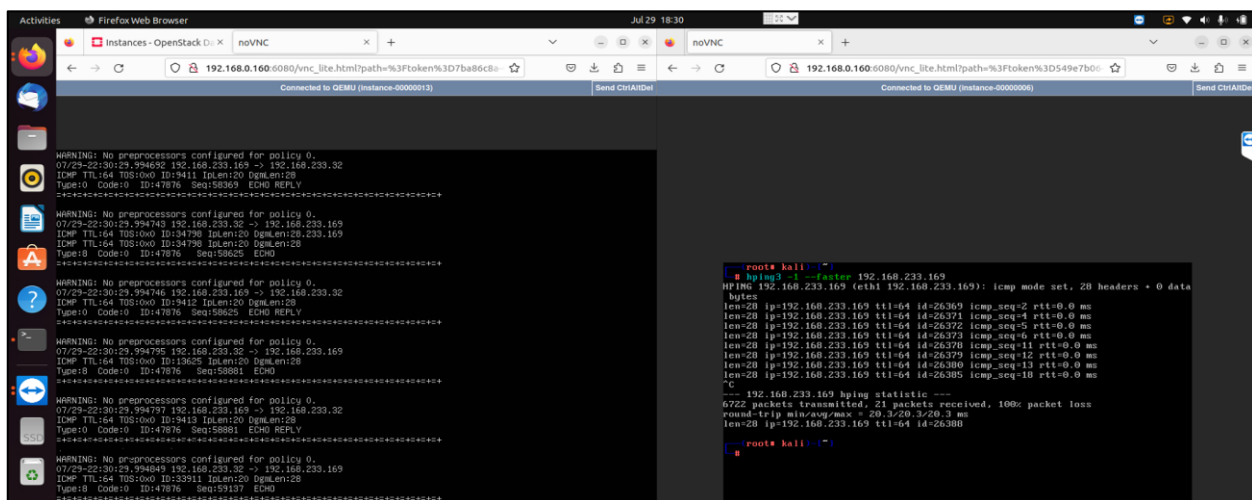 Activities Firefox Web Browser Jul 29 18:30
Instances - OpenStack Da × noVNC × +
192.168.0.160:6080/vnc_lite.html?path=%3Ftoken%3D7ba86c8a
Connected to QEMU (instance-00000013) Send CtrlAltDel
WARNING: No preprocessors configured for policy 0.
07/29-22:30:29.994692 192.168.233.169 -> 192.168.233.32
ICMP TTL:64 TOS:0x0 ID:9411 IpLen:20 DgmLen:28
Type:0 Code:0 ID:47876 Seq:58369 ECHO REPLY
=+=+=+=+=+=+=+=+=+=+=+=+=+=+=+=+=+=+=+=+=+=+=+=+=+=+=+=+=+=+=+=+=+=+=+=+=+
WARNING: No preprocessors configured for policy 0.
07/29-22:30:29.994743 192.168.233.32 -> 192.168.233.169
ICMP TTL:64 TOS:0x0 ID:34798 IpLen:20 DgmLen:28.233.169
ICMP TTL:64 TOS:0x0 ID:34798 IpLen:20 DgmLen:28
Type:8 Code:0 ID:47876 Seq:58625 ECHO
=+=+=+=+=+=+=+=+=+=+=+=+=+=+=+=+=+=+=+=+=+=+=+=+=+=+=+=+=+=+=+=+=+=+=+=+=+
WARNING: No preprocessors configured for policy 0.
07/29-22:30:29.994746 192.168.233.169 -> 192.168.233.32
ICMP TTL:64 TOS:0x0 ID:9412 IpLen:20 DgmLen:28
Type:0 Code:0 ID:47876 Seq:58625 ECHO REPLY
=+=+=+=+=+=+=+=+=+=+=+=+=+=+=+=+=+=+=+=+=+=+=+=+=+=+=+=+=+=+=+=+=+=+=+=+=+
WARNING: No preprocessors configured for policy 0.
07/29-22:30:29.994795 192.168.233.32 -> 192.168.233.169
ICMP TTL:64 TOS:0x0 ID:13625 IpLen:20 DgmLen:28
Type:8 Code:0 ID:47876 Seq:58881 ECHO
=+=+=+=+=+=+=+=+=+=+=+=+=+=+=+=+=+=+=+=+=+=+=+=+=+=+=+=+=+=+=+=+=+=+=+=+=+
WARNING: No preprocessors configured for policy 0.
07/29-22:30:29.994797 192.168.233.169 -> 192.168.233.32
ICMP TTL:64 TOS:0x0 ID:9413 IpLen:20 DgmLen:28
Type:0 Code:0 ID:47876 Seq:58881 ECHO REPLY
=+=+=+=+=+=+=+=+=+=+=+=+=+=+=+=+=+=+=+=+=+=+=+=+=+=+=+=+=+=+=+=+=+=+=+=+=+
WARNING: No preprocessors configured for policy 0.
07/29-22:30:29.994849 192.168.233.32 -> 192.168.233.169
ICMP TTL:64 TOS:0x0 ID:33911 IpLen:20 DgmLen:28
Type:8 Code:0 ID:47876 Seq:59137 ECHO
=+=+=+=+=+=+=+=+=+=+=+=+=+=+=+=+=+=+=+=+=+=+=+=+=+=+=+=+=+=+=+=+=+=+=+=+=+
SSD
noVNC × +
192.168.0.160:6080/vnc_lite.html?path=%3Ftoken%3D549e7b06
Connected to QEMU (instance-00000006) Send CtrlAltDel
root kali)-[~]
# hping3 -1 --faster 192.168.233.169
HPING 192.168.233.169 (eth1 192.168.233.169): icmp mode set, 28 headers + 0 data
bytes
len=28 ip=192.168.233.169 ttl=64 id=26369 icmp_seq=2 rtt=0.0 ms
len=28 ip=192.168.233.169 ttl=64 id=26371 icmp_seq=4 rtt=0.0 ms
len=28 ip=192.168.233.169 ttl=64 id=26372 icmp_seq=5 rtt=0.0 ms
len=28 ip=192.168.233.169 ttl=64 id=26373 icmp_seq=6 rtt=0.0 ms
len=28 ip=192.168.233.169 ttl=64 id=26378 icmp_seq=11 rtt=0.0 ms
len=28 ip=192.168.233.169 ttl=64 id=26379 icmp_seq=12 rtt=0.0 ms
len=28 ip=192.168.233.169 ttl=64 id=26380 icmp_seq=13 rtt=0.0 ms
len=28 ip=192.168.233.169 ttl=64 id=26385 icmp_seq=18 rtt=0.0 ms
^C
--- 192.168.233.169 hping statistic ---
6722 packets transmitted, 21 packets received, 100% packet loss
round-trip min/avg/max = 20.3/20.3/20.3 ms
len=28 ip=192.168.233.169 ttl=64 id=26388
root kali)-[~]
#